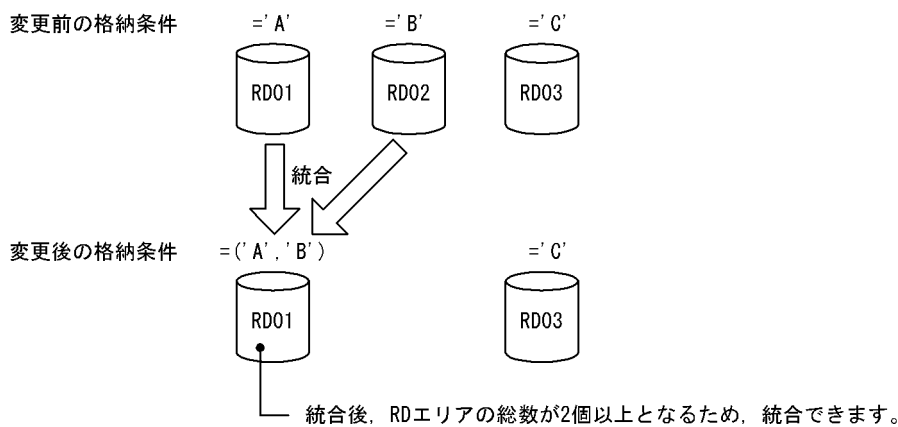 変更前の格納条件 ='A' ='B' ='C'
RD01 RD02 RD03
統合
変更後の格納条件 =('A','B') ='C'
RD01 RD03
統合後，RDエリアの総数が2個以上となるため，統合できます。